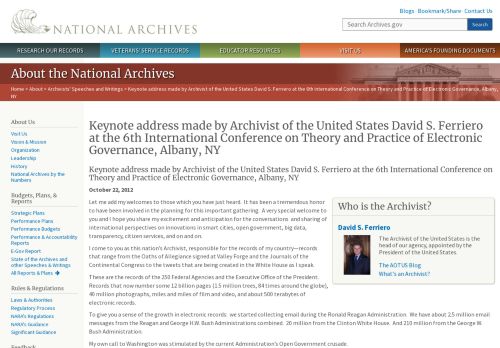 Blogs · Bookmark/Share · Contact Us
NATIONAL ARCHIVES
Search Archives.gov
Search
RESEARCH OUR RECORDS
VETERANS' SERVICE RECORDS
EDUCATOR RESOURCES
VISIT US
AMERICA'S FOUNDING DOCUMENTS
About the National Archives
Home > About > Archivists' Speeches and Writings > Keynote address made by Archivist of the United States David S. Ferriero at the 6th International Conference on Theory and Practice of Electronic Governance, Albany,
NY
About Us
Visit Us
Vision & Mission
Organization
Leadership
History
National Archives by the
Numbers
Budgets, Plans, &
Reports
Strategic Plans
Performance Plans
Performance Budgets
Performance & Accountability
Reports
E-Gov Report
State of the Archives and
other Speeches & Writings
All Reports & Plans
Rules & Regulations
Laws & Authorities
Regulatory Process
NARA's Regulations
NARA's Guidance
Significant Guidance
Feedback
Keynote address made by Archivist of the United States David S. Ferriero
at the 6th International Conference on Theory and Practice of Electronic
Governance, Albany, NY
Keynote address made by Archivist of the United States David S. Ferriero at the 6th International Conference on
Theory and Practice of Electronic Governance, Albany, NY
October 22, 2012
Let me add my welcomes to those which you have just heard. It has been a tremendous honor
to have been involved in the planning for this important gathering. A very special welcome to
you and I hope you share my excitement and anticipation for the conversations and sharing of
international perspectives on innovations in smart cities, open government, big data,
transparency, citizen services, and on and on.
I come to you as this nation's Archivist, responsible for the records of my country—records
that range from the Oaths of Allegiance signed at Valley Forge and the Journals of the
Continental Congress to the tweets that are being created in the White House as I speak.
These are the records of the 250 Federal Agencies and the Executive Office of the President.
Records that now number some 12 billion pages (1.5 million trees, 84 times around the globe),
40 million photographs, miles and miles of film and video, and about 500 terabytes of
electronic records.
To give you a sense of the growth in electronic records: we started collecting email during the Ronald Reagan Administration. We have about 2.5 million email
messages from the Reagan and George H.W. Bush Administrations combined. 20 million from the Clinton White House. And 210 million from the George W.
Bush Administration.
My own call to Washington was stimulated by the current Administration's Open Government crusade.
Who is the Archivist?
David S. Ferriero
The Archivist of the United States is the
head of our agency, appointed by the
President of the United States.
The AOTUS Blog
What's an Archivist?